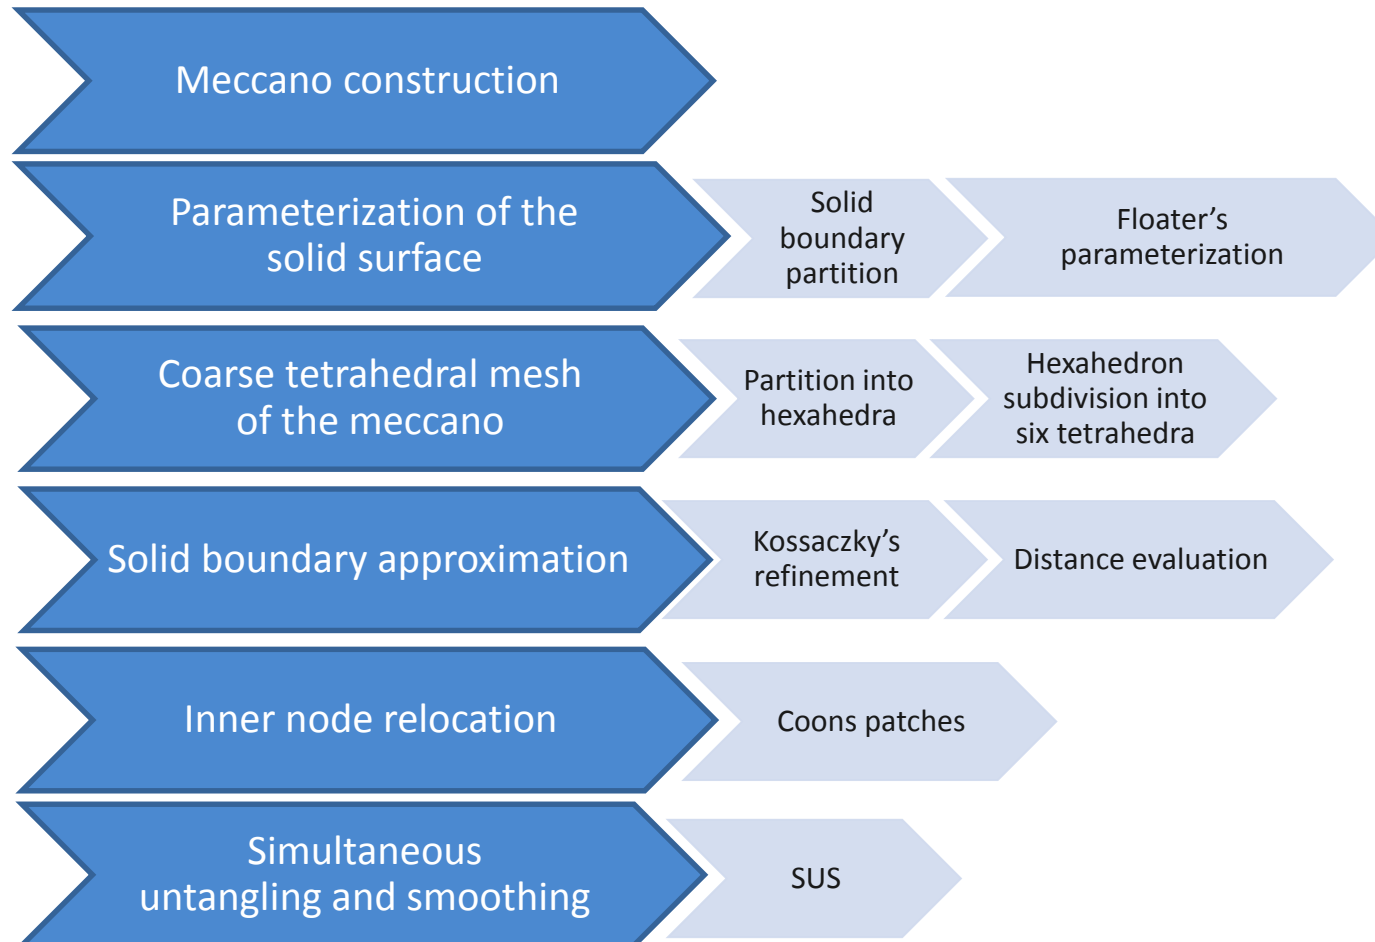 Meccano construction
Parameterization of the
solid surface
Solid
boundary
partition
Floater’s
parameterization
Coarse tetrahedral mesh
of the meccano
Partition into
hexahedra
Hexahedron
subdivision into
six tetrahedra
Solid boundary approximation
Kossaczky’s
refinement
Distance evaluation
Inner node relocation
Coons patches
Simultaneous
untangling and smoothing
SUS